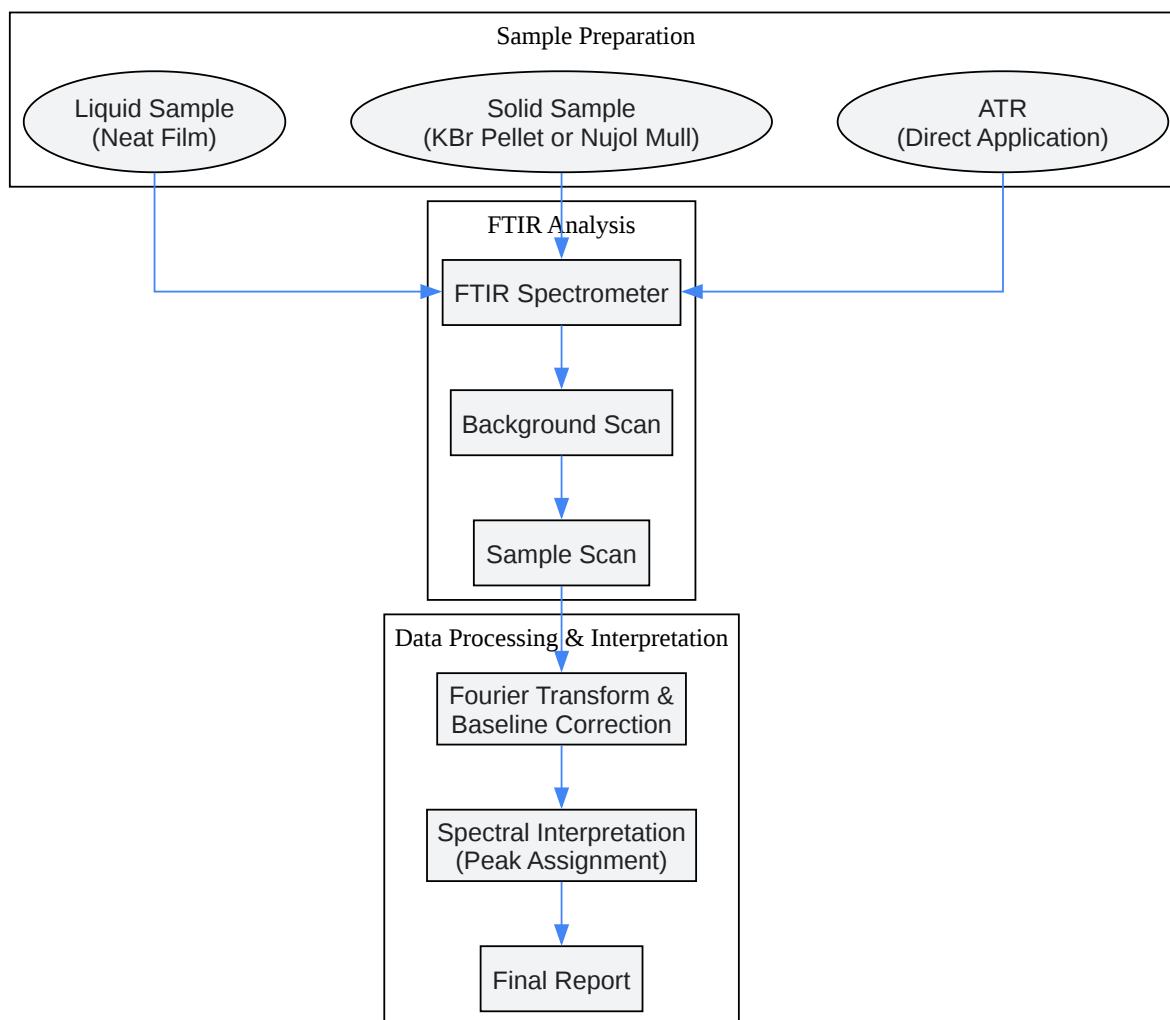 Sample Preparation
Liquid Sample
(Neat Film)
Solid Sample
(KBr Pellet or Nujol Mull)
ATR
(Direct Application)
FTIR Analysis
FTIR Spectrometer
Background Scan
Sample Scan
Data Processing & Interpretation
Fourier Transform &
Baseline Correction
Spectral Interpretation
(Peak Assignment)
Final Report